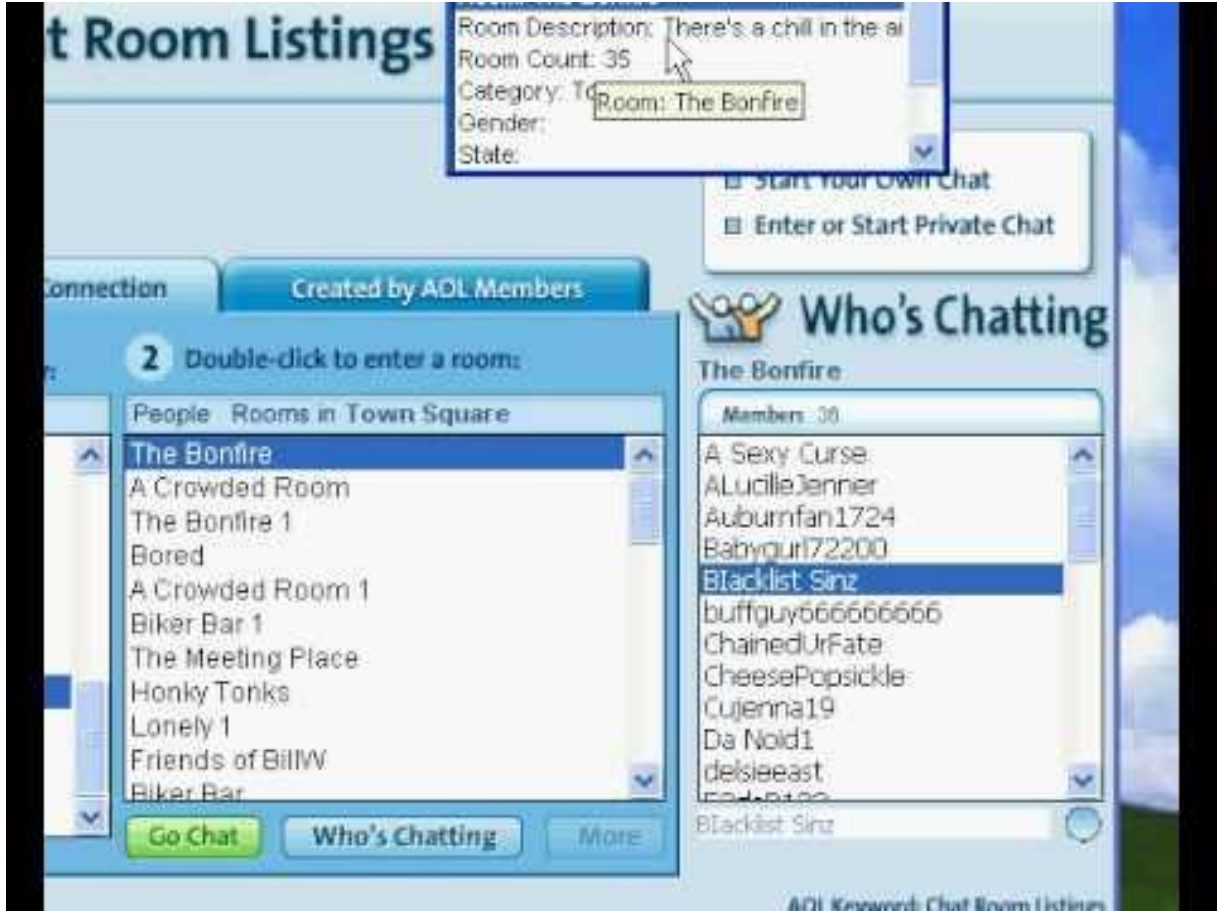 t Room Listings
Room: The Bonfire
Room Description: There's a chill in the ai
Room Count: 35
Category: To
Room: The Bonfire
Gender:
State:
Start Your Own Chat
Enter or Start Private Chat
Connection
Created by AOL Members
2 Double-click to enter a room:
People Rooms in Town Square
The Bonfire
A Crowded Room
The Bonfire 1
Bored
A Crowded Room 1
Biker Bar 1
The Meeting Place
Honky Tonks
Lonely 1
Friends of BillW
Biker Bar
Go Chat
Who's Chatting
More
Who's Chatting
The Bonfire
Members 36
A Sexy Curse
ALucilleJenner
Auburnfan1724
Babygurl72200
BIacklist Sinz
buffguy666666666
ChainedUrFate
CheesePopsickle
Cujenna19
Da Noid1
delsieeast
BIacklist Sinz
AOL Keyword: Chat Room Listings